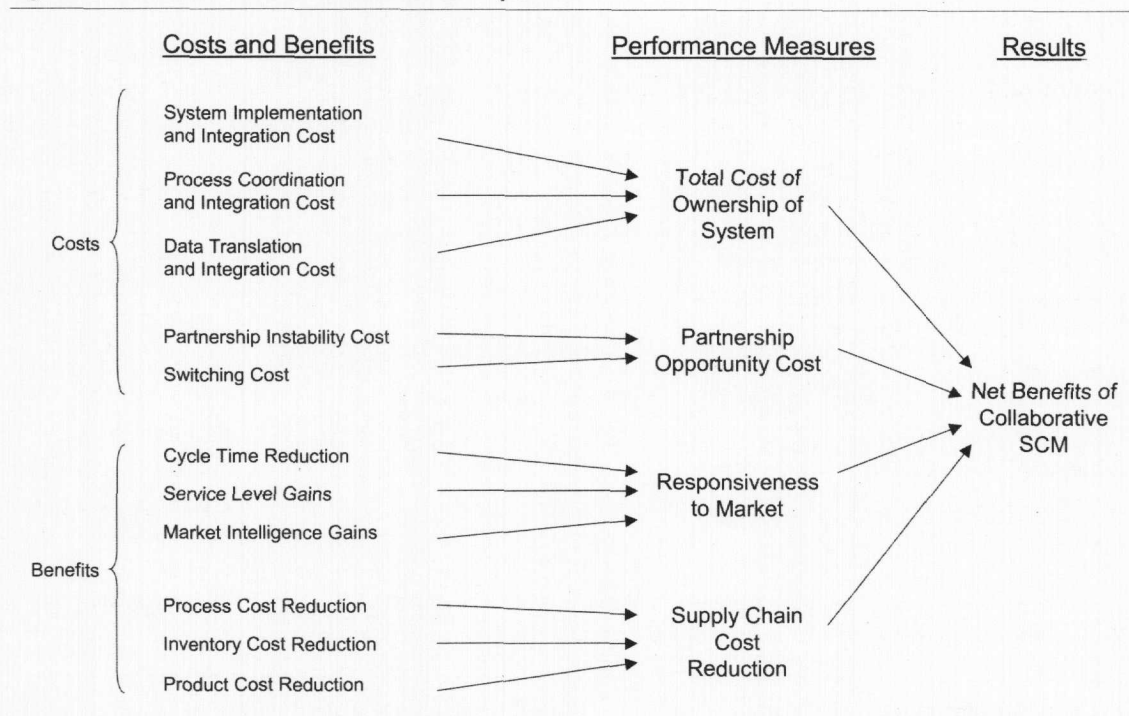 Costs and Benefits
Performance Measures
Results
Costs
System Implementation
and Integration Cost
Process Coordination
and Integration Cost
Data Translation
and Integration Cost
Partnership Instability Cost
Switching Cost
Total Cost of
Ownership of
System
Partnership
Opportunity Cost
Benefits
Cycle Time Reduction
Service Level Gains
Market Intelligence Gains
Process Cost Reduction
Inventory Cost Reduction
Product Cost Reduction
Responsiveness
to Market
Supply Chain
Cost
Reduction
Net Benefits of
Collaborative
SCM